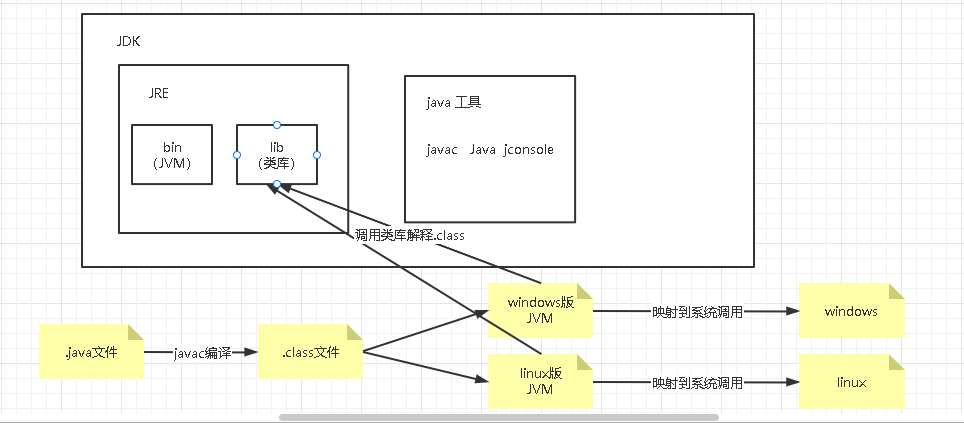 JDK
JRE
bin
（JVM）
lib
（类库）
java 工具
javac Java jconsole
调用类库解释.class
.java文件
javac编译
.class文件
windows版
JVM
映射到系统调用
windows
linux版
JVM
映射到系统调用
linux